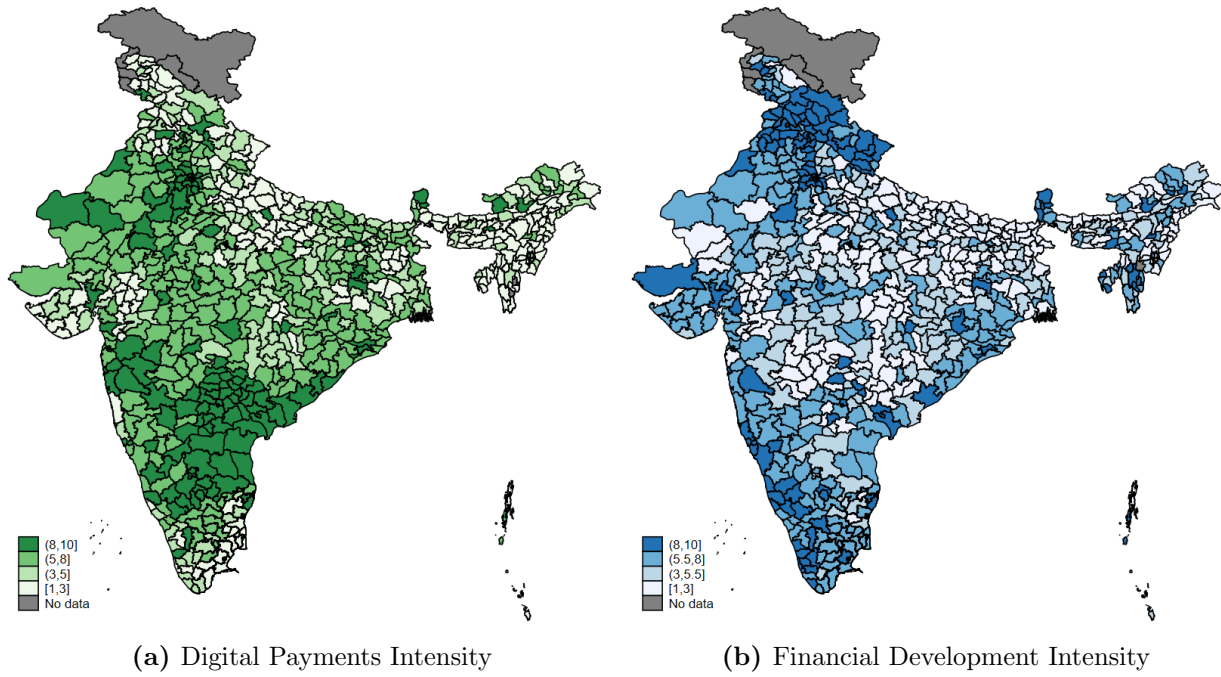 (8,10]
(5,8]
(3,5]
[1,3]
No data
(8,10]
(5.5,8]
(3,5.5]
[1,3]
No data
(a) Digital Payments Intensity
(b) Financial Development Intensity